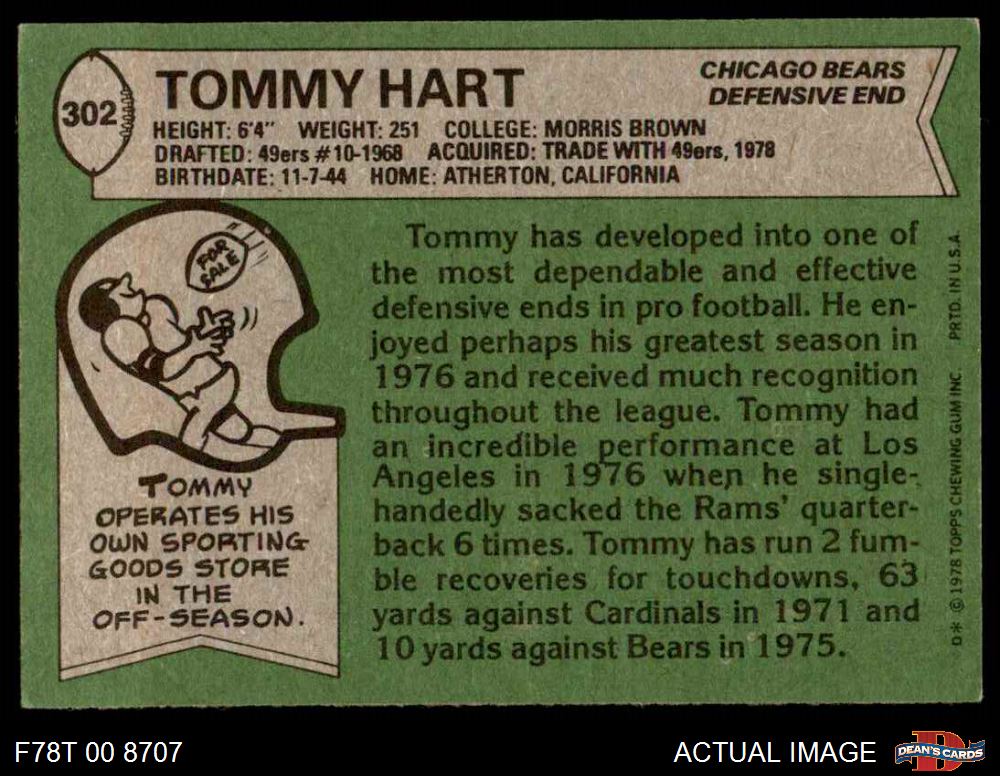 302
TOMMY HART
CHICAGO BEARS
DEFENSIVE END
HEIGHT: 6'4" WEIGHT: 251 COLLEGE: MORRIS BROWN
DRAFTED: 49ers #10-1968 ACQUIRED: TRADE WITH 49ers, 1978
BIRTHDATE: 11-7-44 HOME: ATHERTON, CALIFORNIA
FOR
SALE
TOMMY
OPERATES HIS
OWN SPORTING
GOODS STORE
IN THE
OFF-SEASON.
Tommy has developed into one of
the most dependable and effective
defensive ends in pro football. He en-
joyed perhaps his greatest season in
1976 and received much recognition
throughout the league. Tommy had
an incredible performance at Los
Angeles in 1976 when he single-
handedly sacked the Rams' quarter-
back 6 times. Tommy has run 2 fum-
ble recoveries for touchdowns, 63
yards against Cardinals in 1971 and
10 yards against Bears in 1975.
D* © 1978 TOPPS CHEWING GUM INC. PRTD. IN U.S.A.
F78T 00 8707
ACTUAL IMAGE
D
DEAN'S CARDS